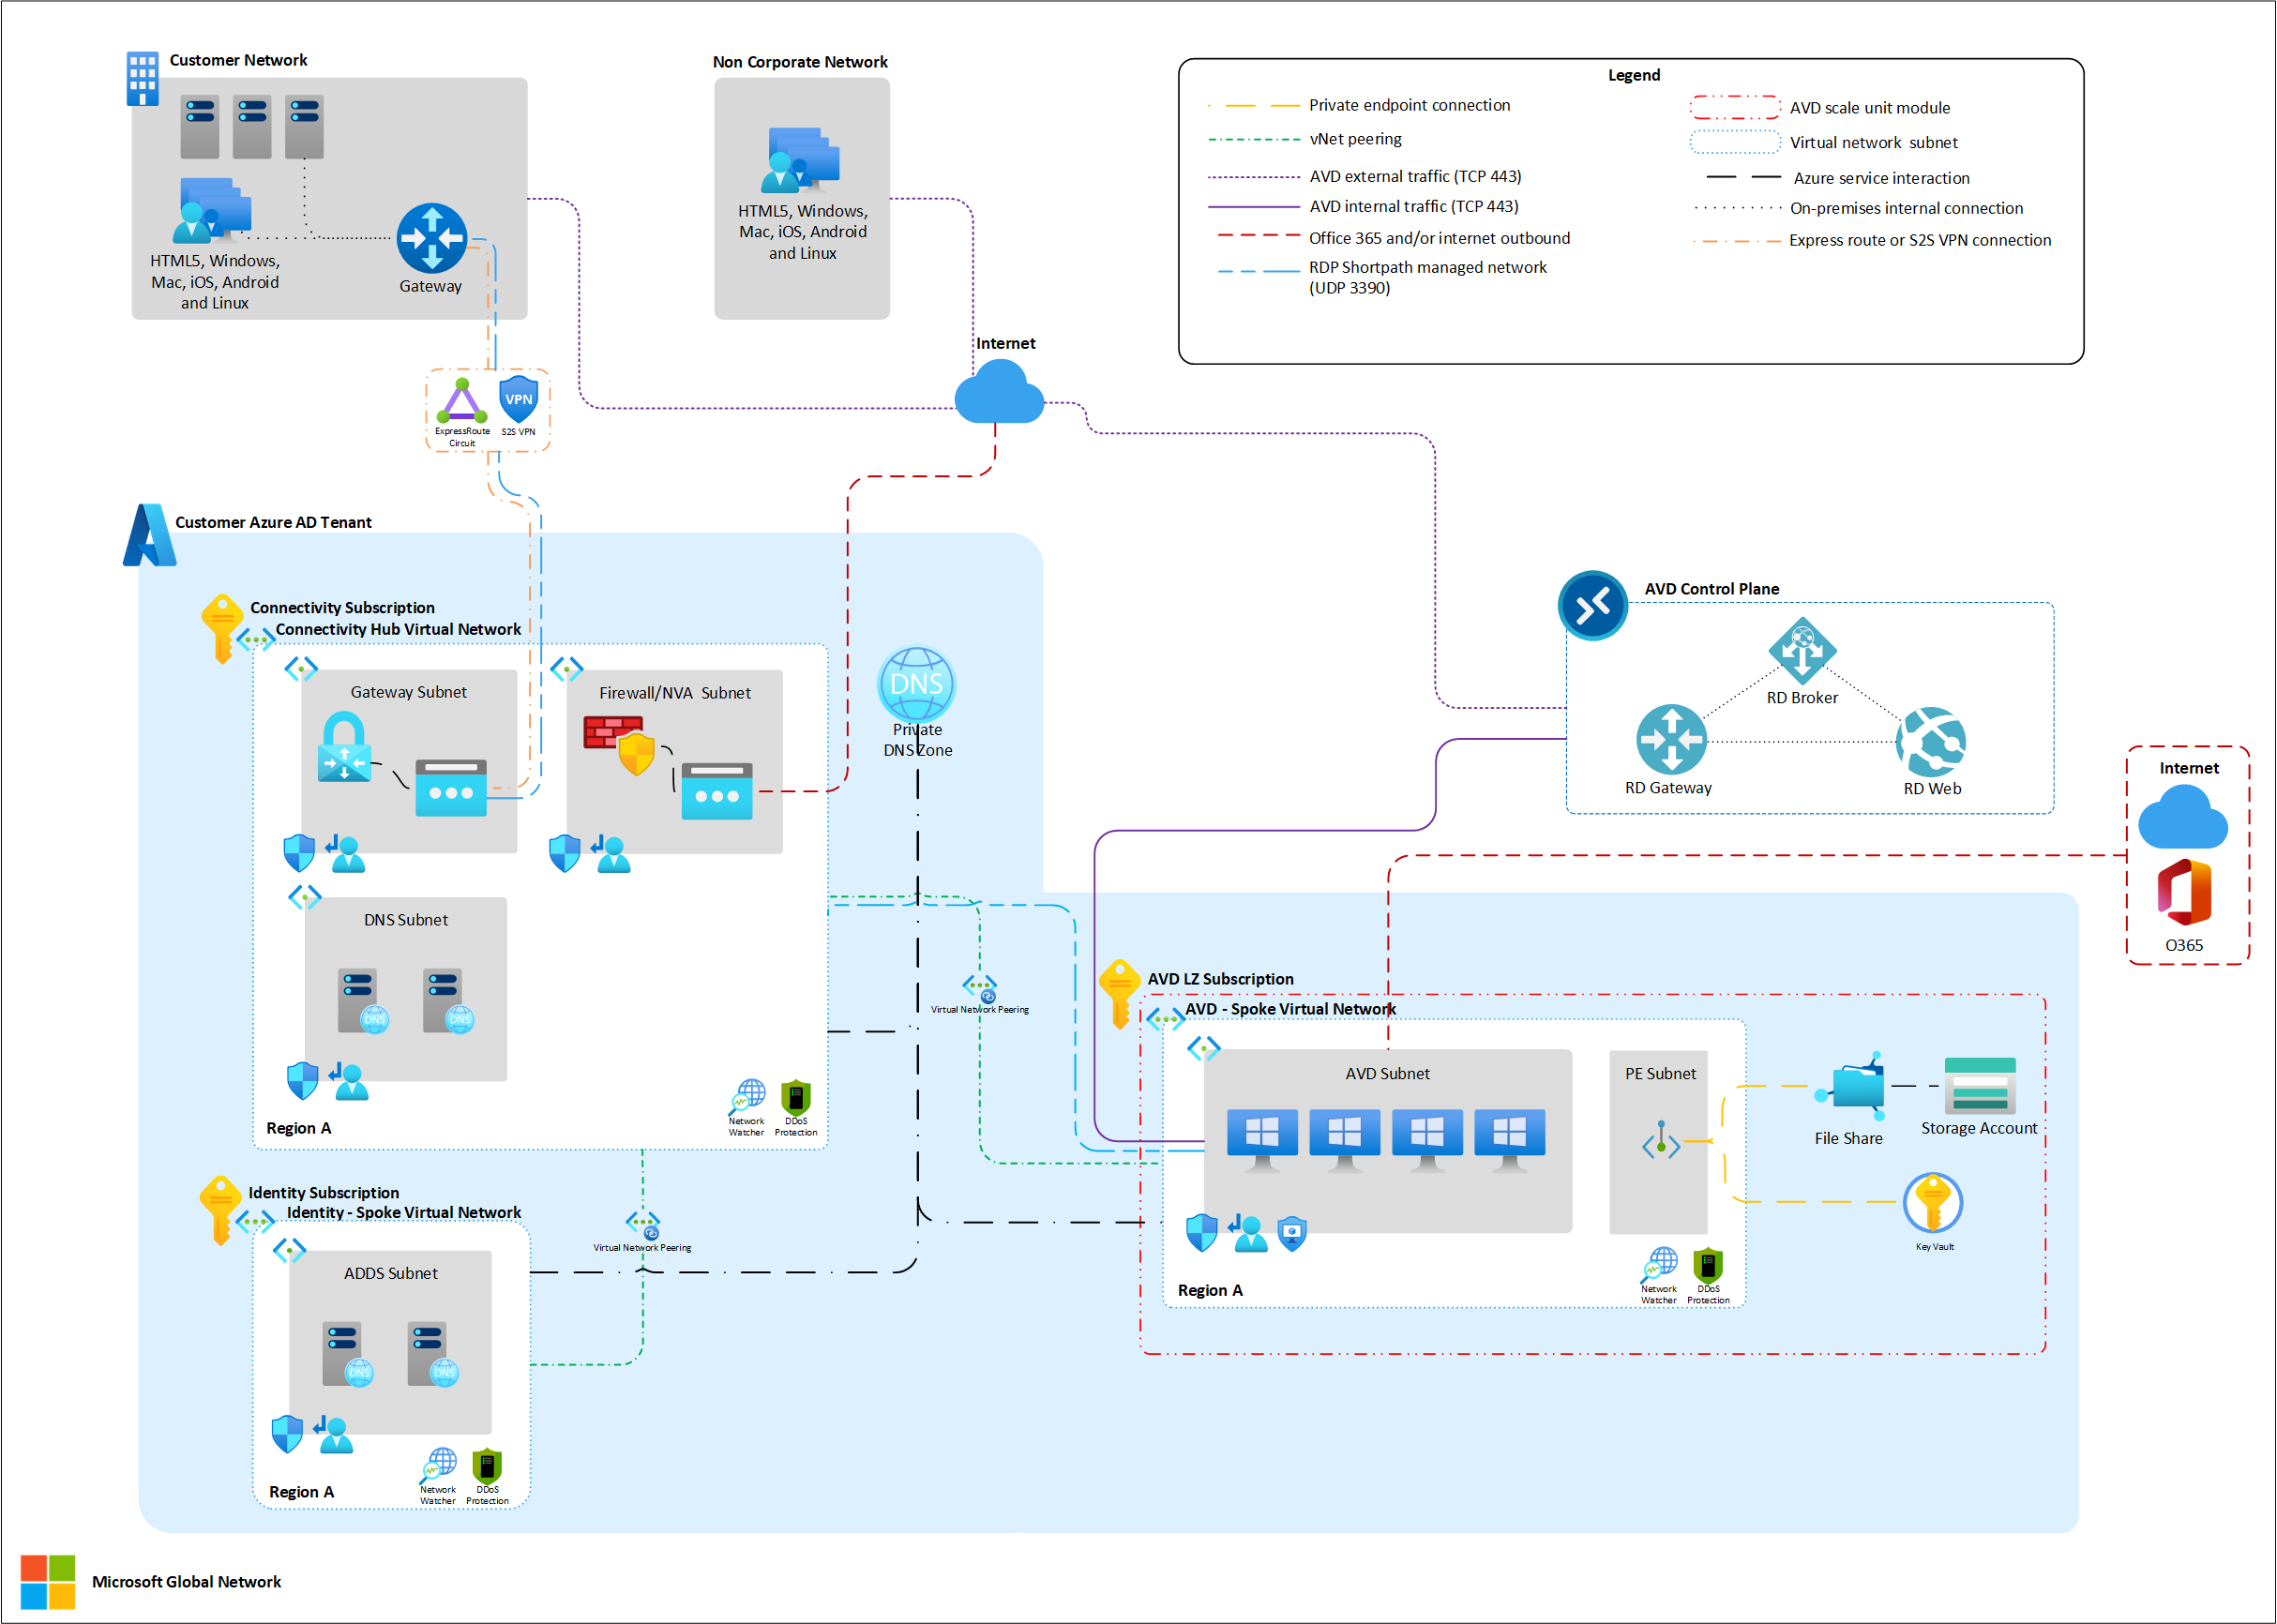 Customer Network
HTML5, Windows,
Mac, iOS, Android
and Linux
Gateway
Non Corporate Network
HTML5, Windows,
Mac, iOS, Android
and Linux
Legend
Private endpoint connection
vNet peering
AVD external traffic (TCP 443)
AVD internal traffic (TCP 443)
Office 365 and/or internet outbound
RDP Shortpath managed network
(UDP 3390)
AVD scale unit module
Virtual network subnet
Azure service interaction
On-premises internal connection
Express route or S2S VPN connection
Internet
VPN
ExpressRoute
Circuit
S2S VPN
Customer Azure AD Tenant
Connectivity Subscription
Connectivity Hub Virtual Network
Gateway Subnet
Firewall/NVA Subnet
DNS
Private
DNS Zone
DNS Subnet
DNS
DNS
Region A
Network
Watcher
DDoS
Protection
Virtual Network Peering
Identity Subscription
Identity - Spoke Virtual Network
ADDS Subnet
DNS
DNS
Region A
Network
Watcher
DDoS
Protection
Virtual Network Peering
AVD Control Plane
RD Broker
RD Gateway
RD Web
Internet
O365
AVD LZ Subscription
AVD - Spoke Virtual Network
AVD Subnet
PE Subnet
File Share
Storage Account
Key Vault
Region A
Network
Watcher
DDoS
Protection
Microsoft Global Network